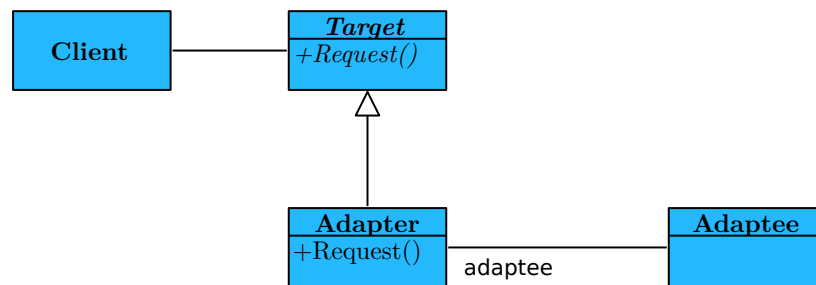 Client
Target
+Request()
Adapter
+Request()
adaptee
Adaptee